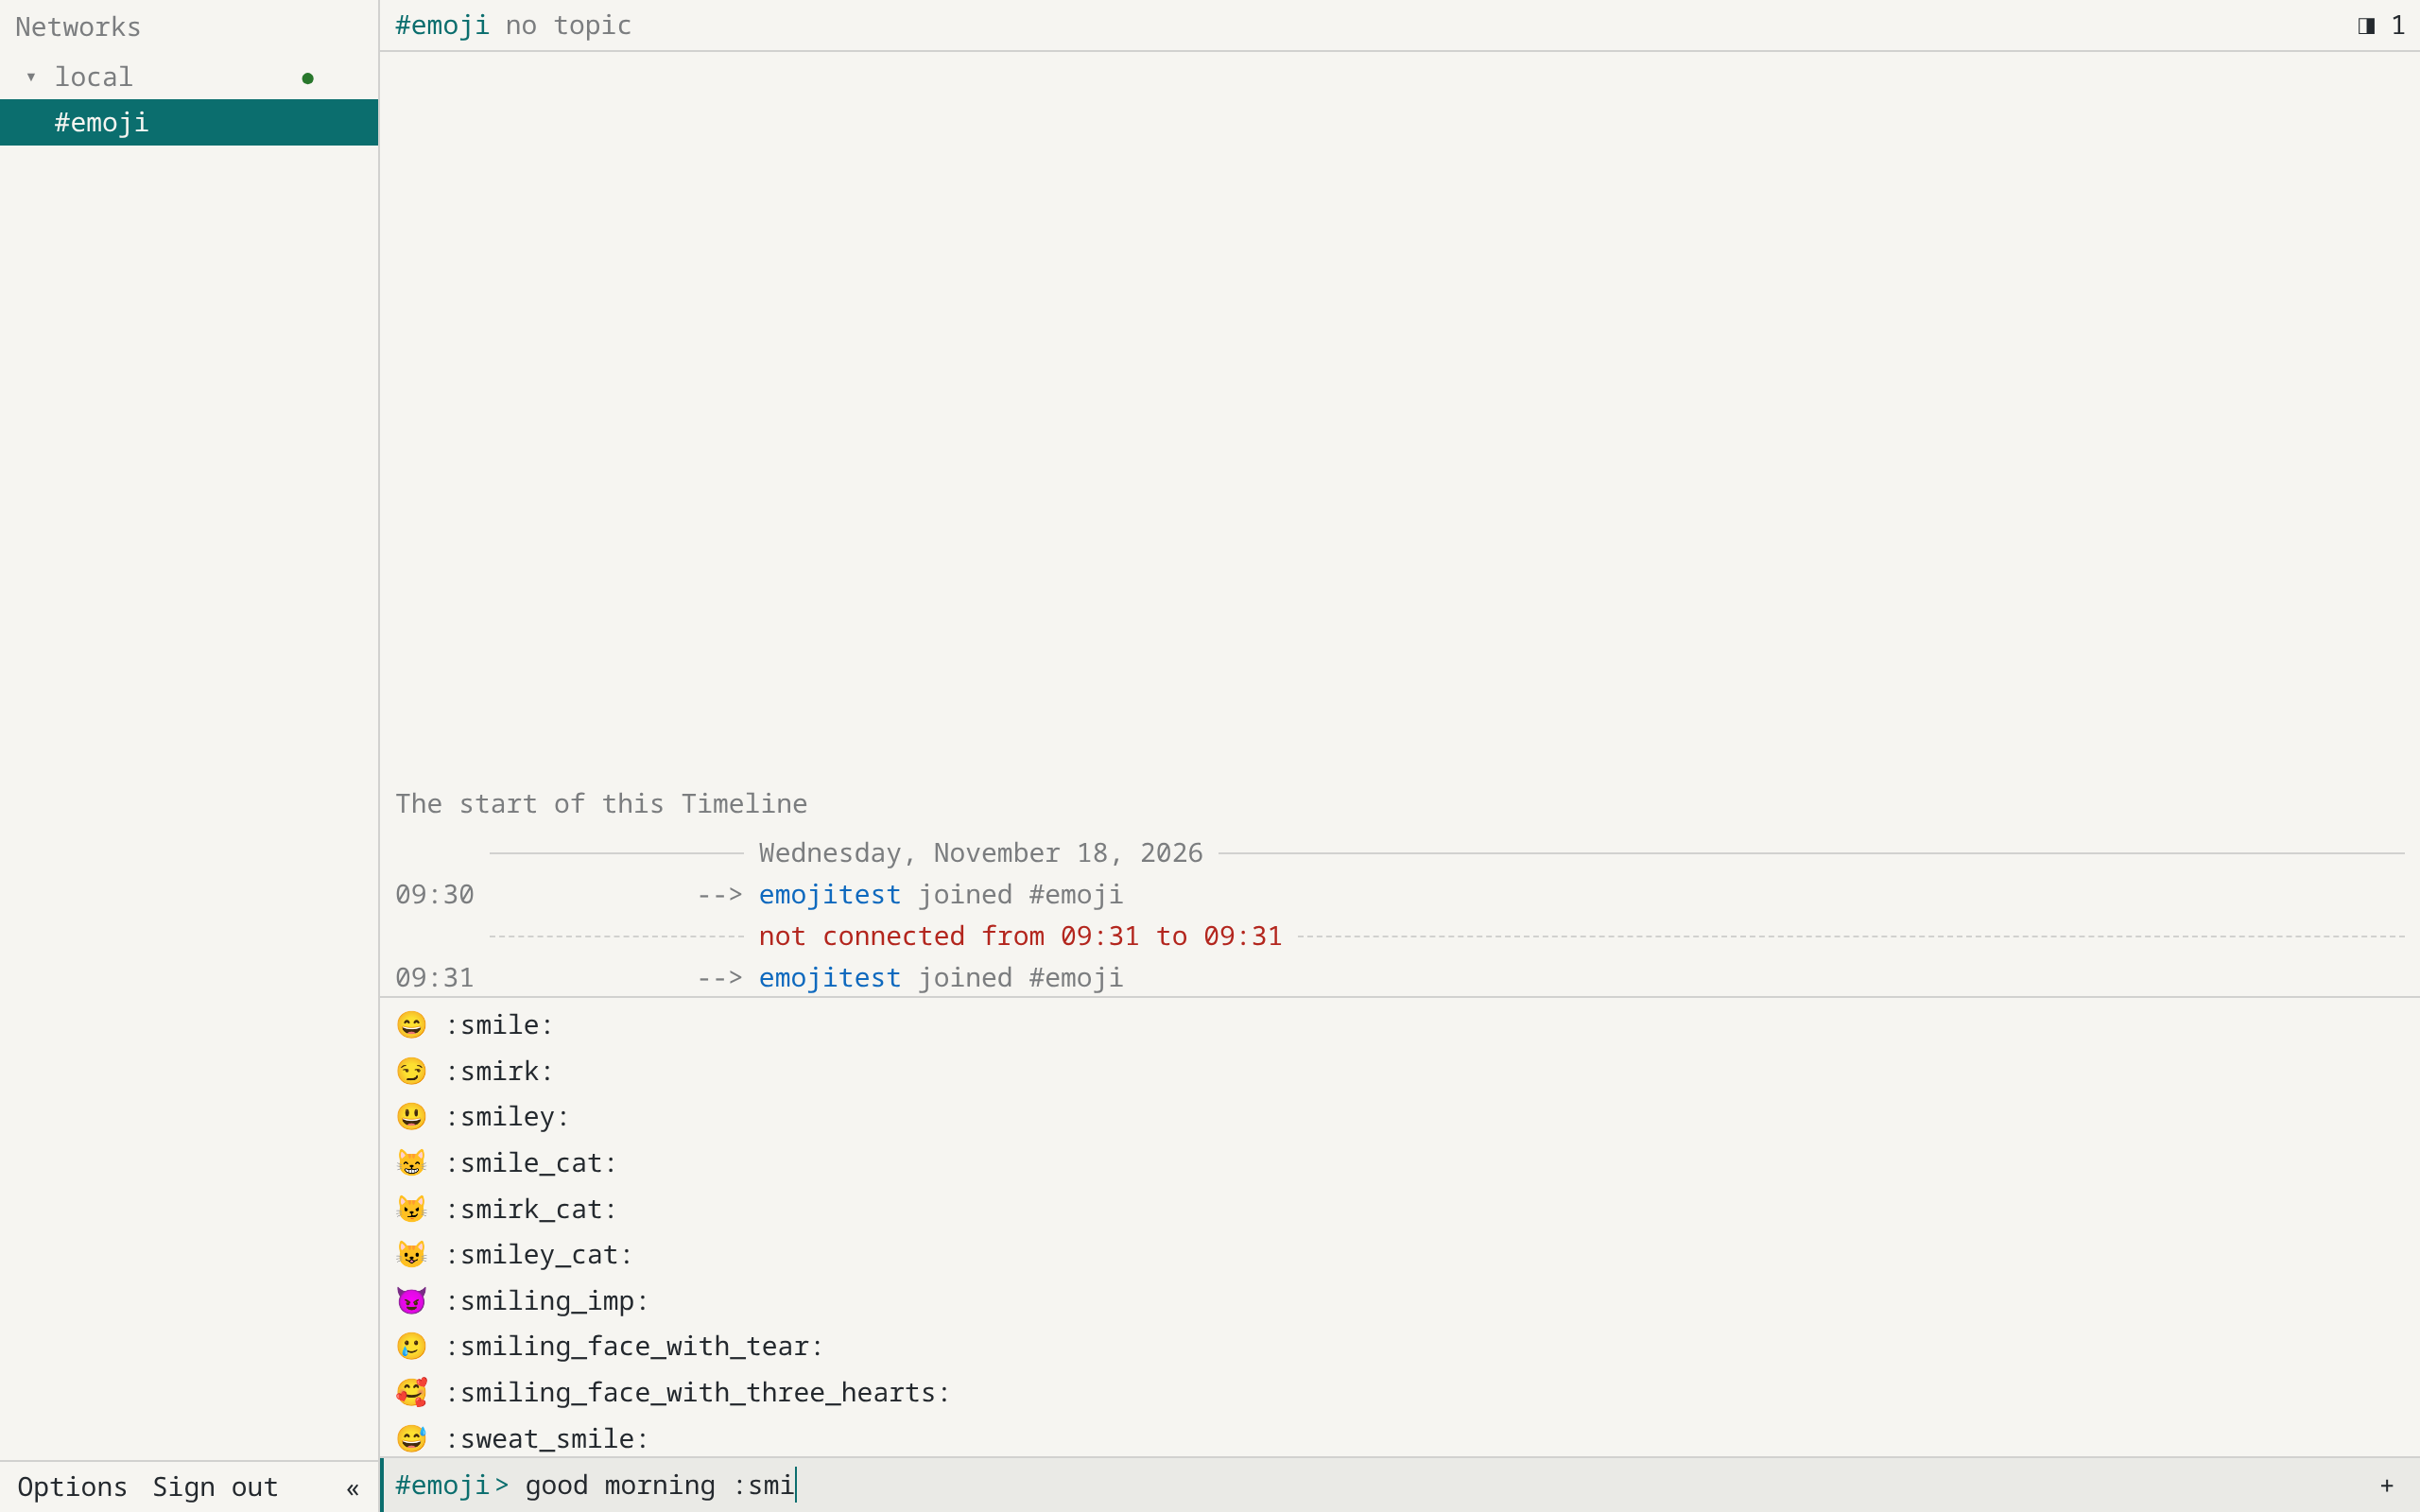 Networks
▾ local ●
#emoji
Options Sign out «
#emoji no topic ◨ 1
The start of this Timeline
Wednesday, November 18, 2026
09:30 --> emojitest joined #emoji
not connected from 09:31 to 09:31
09:31 --> emojitest joined #emoji
😄 :smile:
😏 :smirk:
😃 :smiley:
😸 :smile_cat:
😼 :smirk_cat:
😺 :smiley_cat:
😈 :smiling_imp:
🥲 :smiling_face_with_tear:
🥰 :smiling_face_with_three_hearts:
😅 :sweat_smile:
#emoji> good morning :smi +